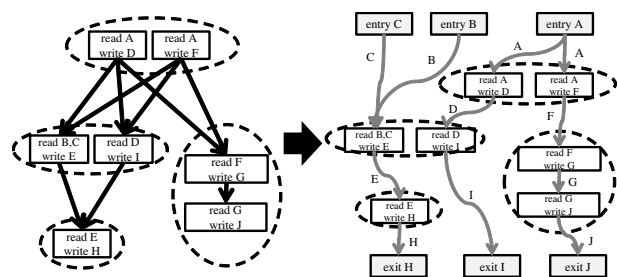 read A
write D
read A
write F
read B,C
write E
read D
write I
read F
write G
read G
write J
read E
write H
entry C
entry B
entry A
C
B
A
A
read A
write D
read A
write F
D
F
read B,C
write E
read D
write I
read F
write G
E
G
read E
write H
I
read G
write J
H
J
exit H
exit I
exit J